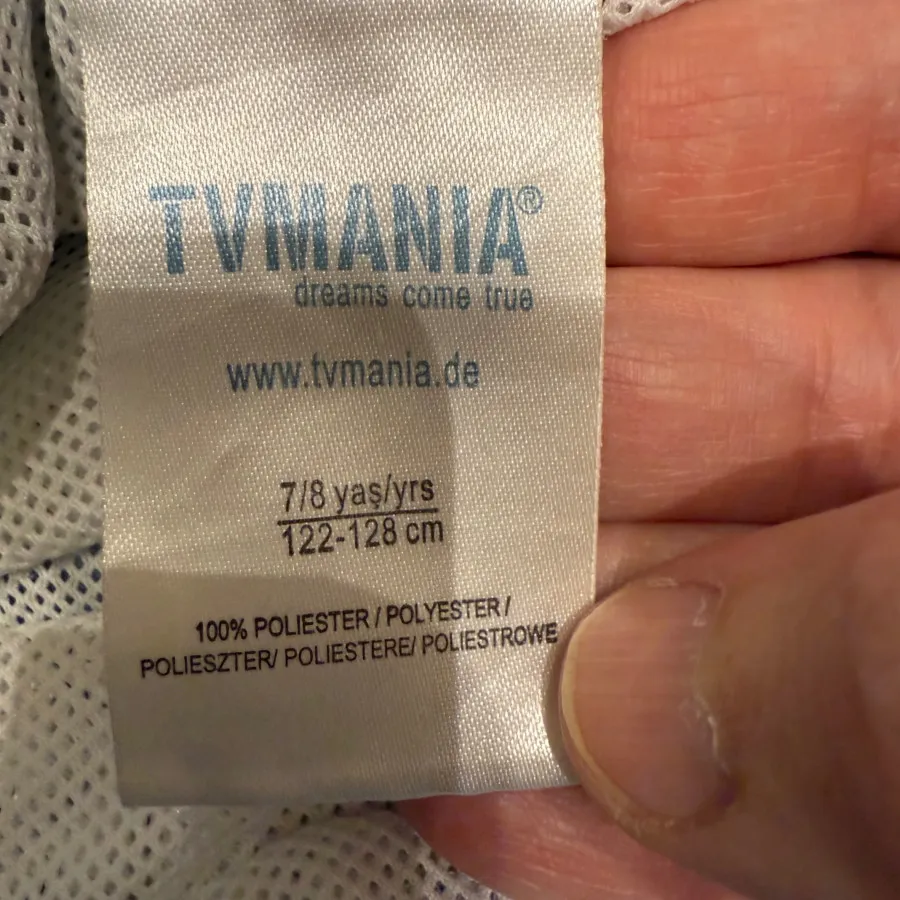 TVMANIA®
dreams come true
www.tvmania.de
7/8 yaş/yrs
122-128 cm
100% POLIESTER / POLYESTER /
POLIESZTER/ POLIESTERE/ POLIESTROWE